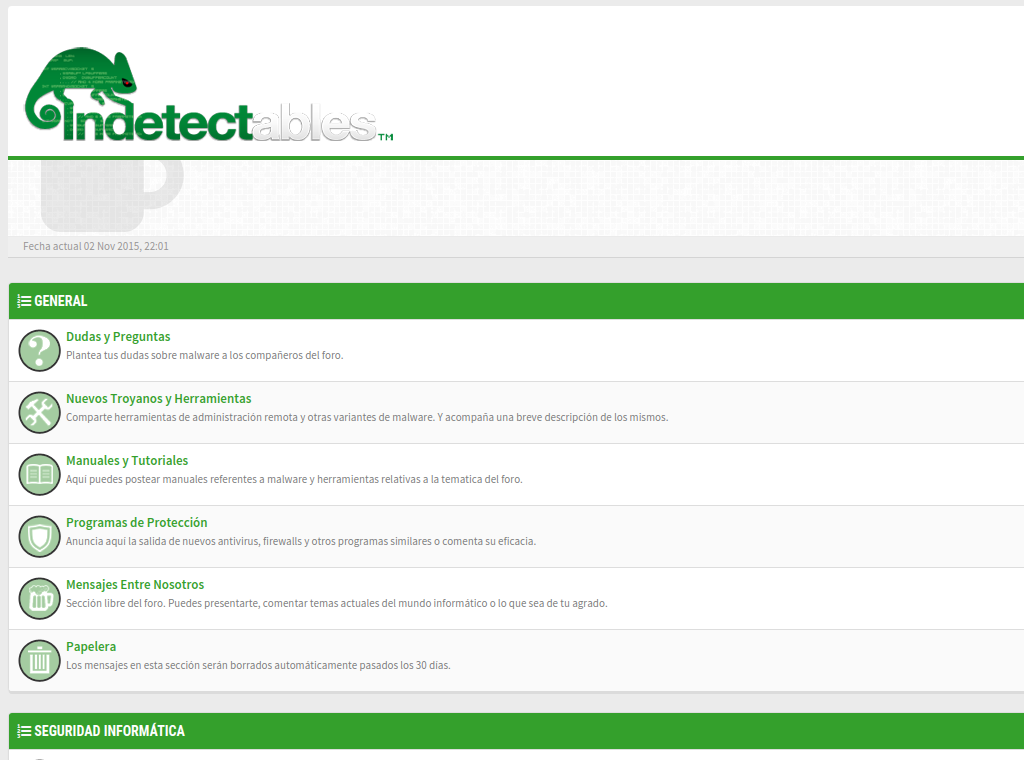 Indetectables™
Fecha actual 02 Nov 2015, 22:01
GENERAL
Dudas y Preguntas
Plantea tus dudas sobre malware a los compañeros del foro.
Nuevos Troyanos y Herramientas
Comparte herramientas de administración remota y otras variantes de malware. Y acompaña una breve descripción de los mismos.
Manuales y Tutoriales
Aquí puedes postear manuales referentes a malware y herramientas relativas a la tematica del foro.
Programas de Protección
Anuncia aquí la salida de nuevos antivirus, firewalls y otros programas similares o comenta su eficacia.
Mensajes Entre Nosotros
Sección libre del foro. Puedes presentarte, comentar temas actuales del mundo informático o lo que sea de tu agrado.
Papelera
Los mensajes en esta sección serán borrados automáticamente pasados los 30 días.
SEGURIDAD INFORMÁTICA